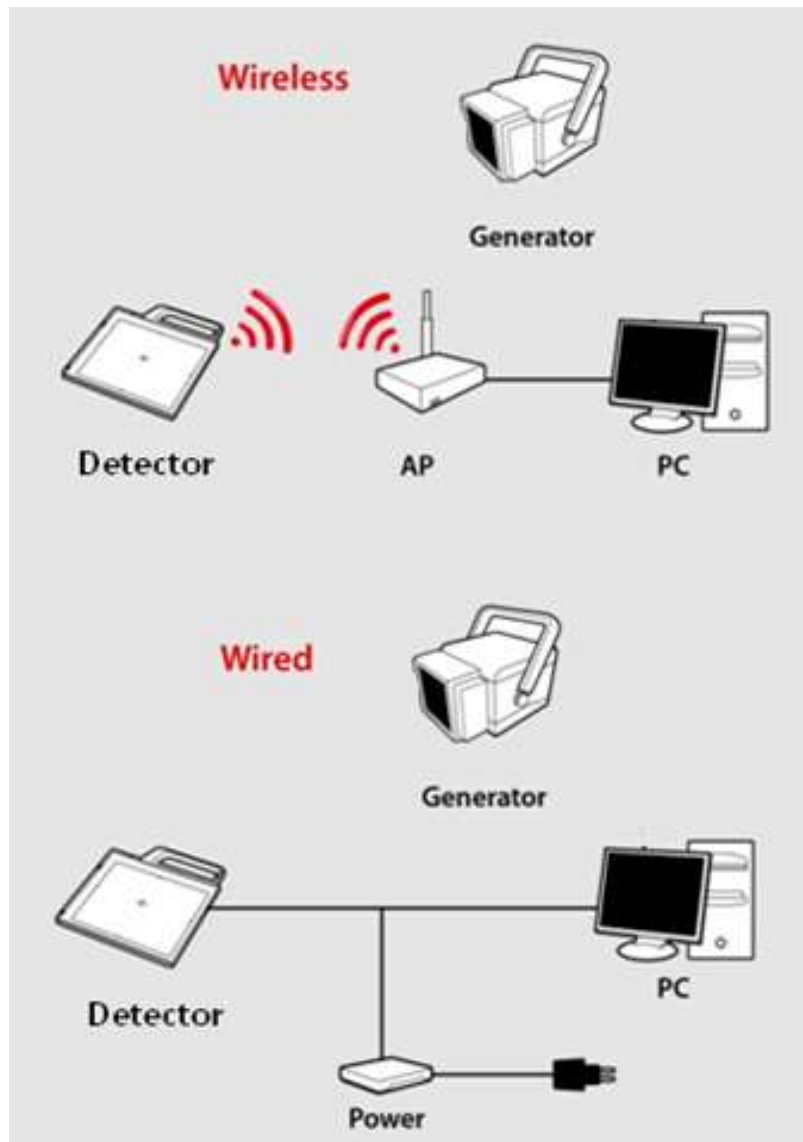 Wireless
Generator
Detector
AP
PC
Wired
Generator
PC
Detector
Power